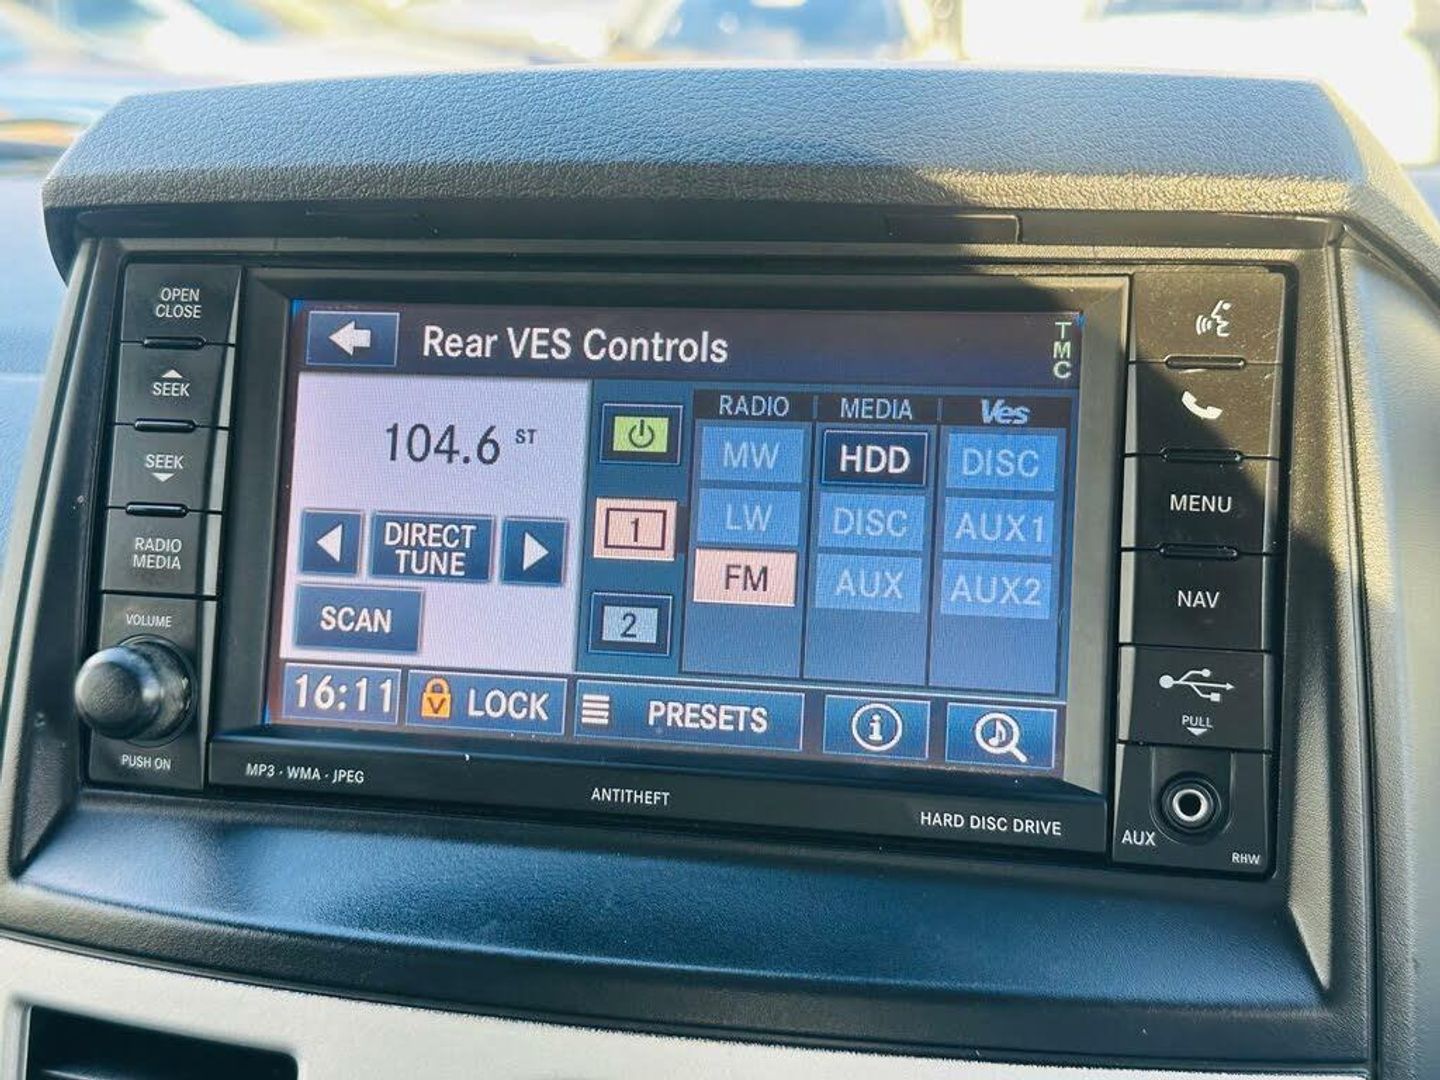 OPEN
CLOSE
SEEK
SEEK
RADIO
MEDIA
VOLUME
PUSH ON
Rear VES Controls
TMC
104.6 ST
DIRECT
TUNE
SCAN
1
2
RADIO MEDIA Ves
MW HDD DISC
LW DISC AUX1
FM AUX AUX2
16:11 LOCK PRESETS i
MP3 · WMA · JPEG
ANTITHEFT
HARD DISC DRIVE
MENU
NAV
PULL
AUX
RHW